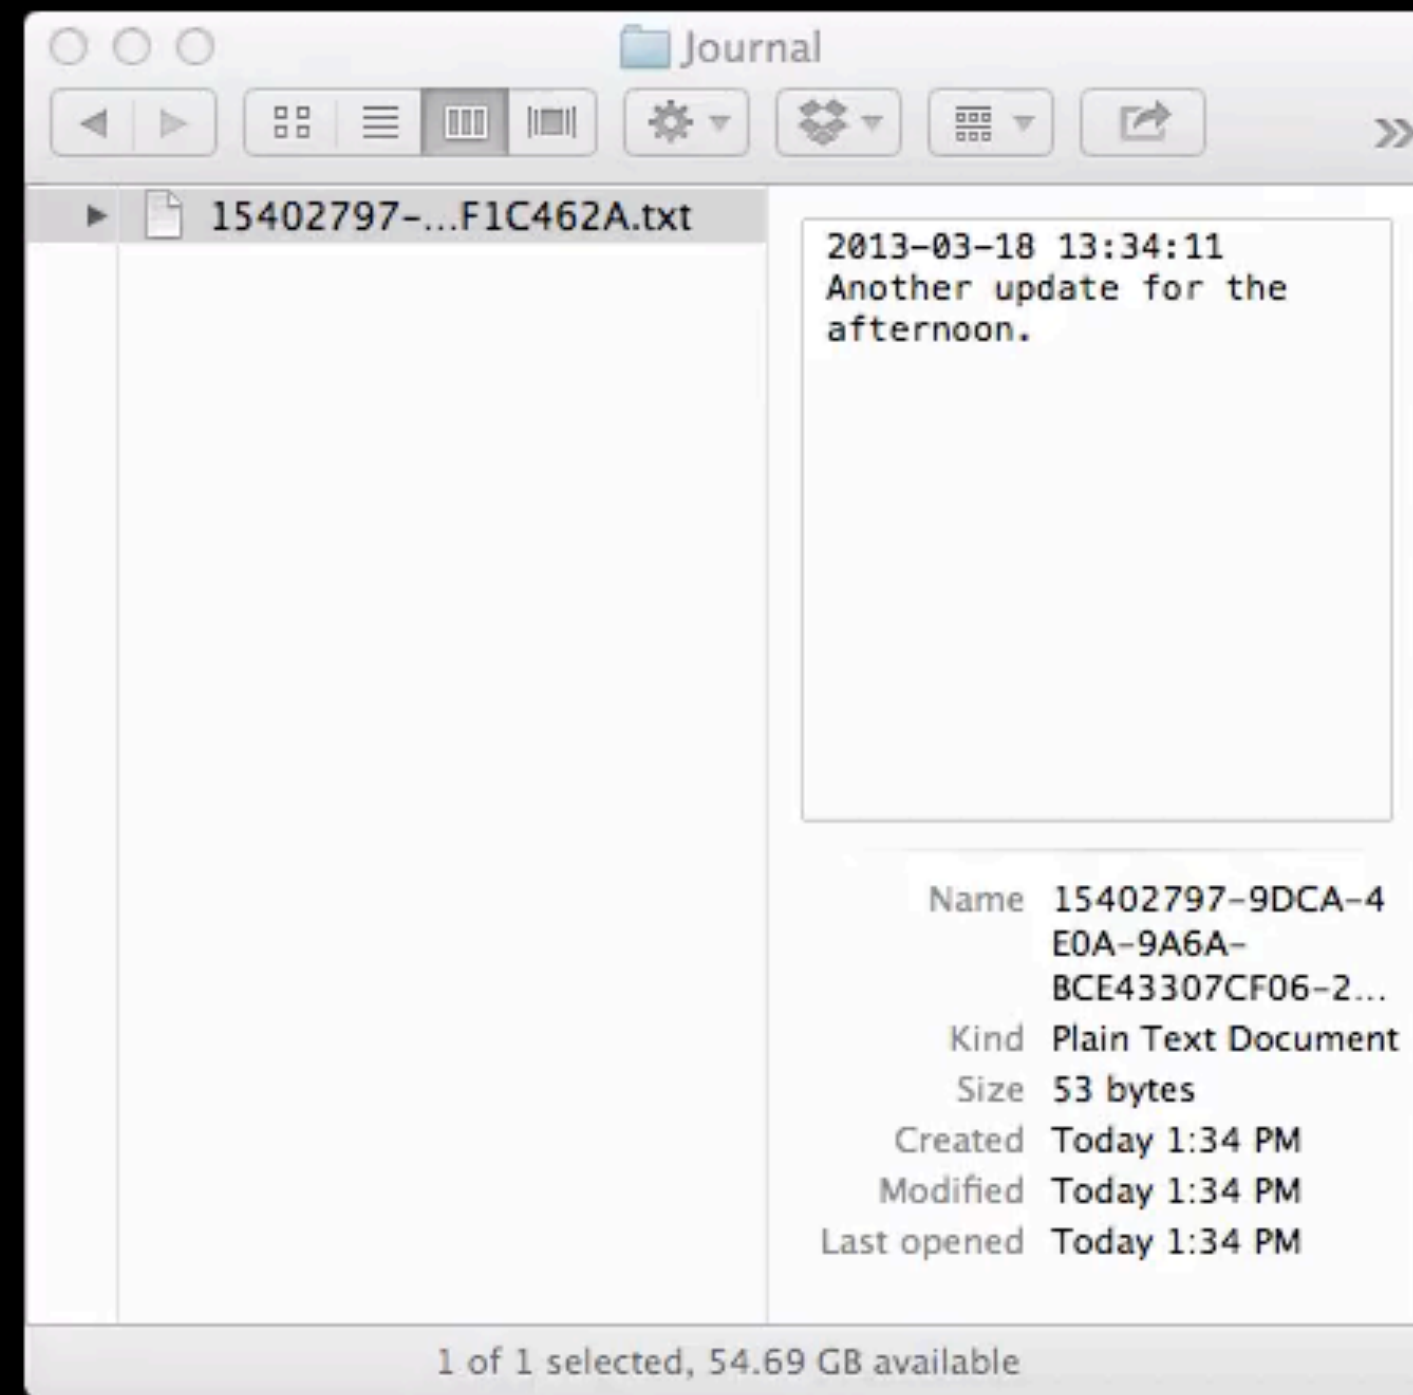 Journal
15402797-...F1C462A.txt
2013-03-18 13:34:11
Another update for the
afternoon.
Name 15402797-9DCA-4
E0A-9A6A-
BCE43307CF06-2...
Kind Plain Text Document
Size 53 bytes
Created Today 1:34 PM
Modified Today 1:34 PM
Last opened Today 1:34 PM
1 of 1 selected, 54.69 GB available